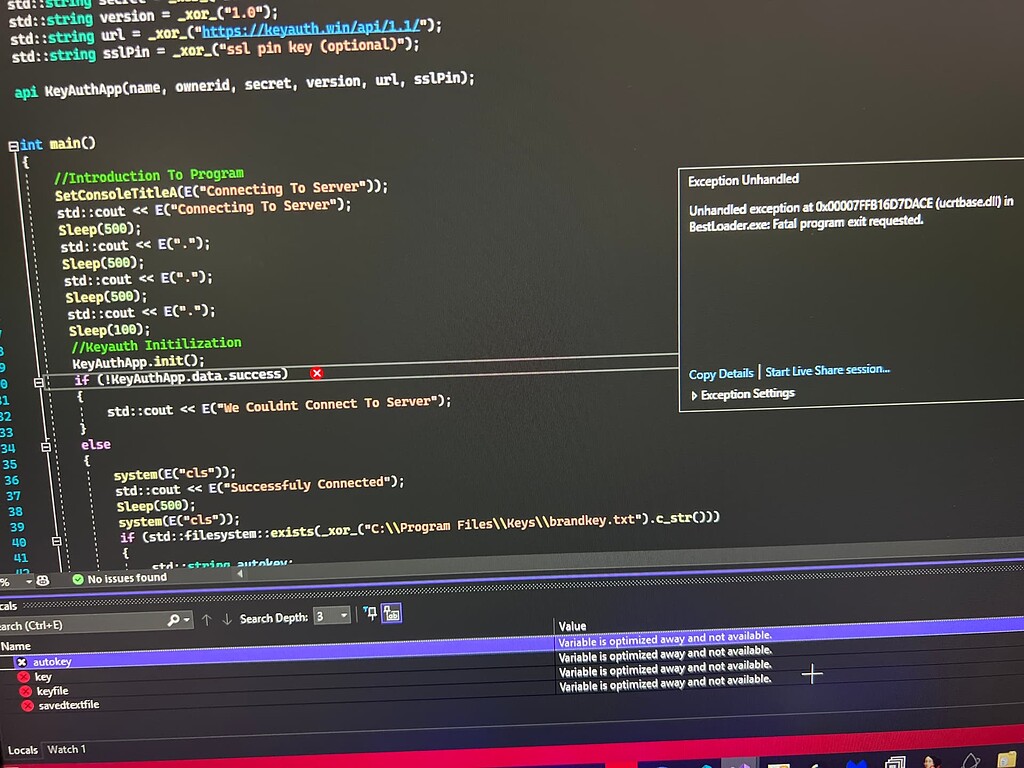 std::string secret = _xor_(
std::string version = _xor_("1.0");
std::string url = _xor_("https://keyauth.win/api/1.1/");
std::string sslPin = _xor_("ssl pin key (optional)");
api KeyAuthApp(name, ownerid, secret, version, url, sslPin);
int main()
{
//Introduction To Program
SetConsoleTitleA(E("Connecting To Server"));
std::cout << E("Connecting To Server");
Sleep(500);
std::cout << E(".");
Sleep(500);
std::cout << E(".");
Sleep(500);
std::cout << E(".");
Sleep(100);
//Keyauth Initilization
KeyAuthApp.init();
if (!KeyAuthApp.data.success)
{
std::cout << E("We Couldnt Connect To Server");
}
else
{
system(E("cls"));
std::cout << E("Successfuly Connected");
Sleep(500);
system(E("cls"));
if (std::filesystem::exists(_xor_("C:\\Program Files\\Keys\\brandkey.txt").c_str()))
{
std::string autokey;
7
8
9
0
31
32
33
34
35
36
37
38
39
40
41
42
Exception Unhandled
Unhandled exception at 0x00007FFB16D7DACE (ucrtbase.dll) in
BestLoader.exe: Fatal program exit requested.
Copy Details | Start Live Share session...
Exception Settings
% No issues found
cals
earch (Ctrl+E) Search Depth: 3
Name Value
autokey Variable is optimized away and not available.
key Variable is optimized away and not available.
keyfile Variable is optimized away and not available.
savedtextfile Variable is optimized away and not available.
Locals Watch 1